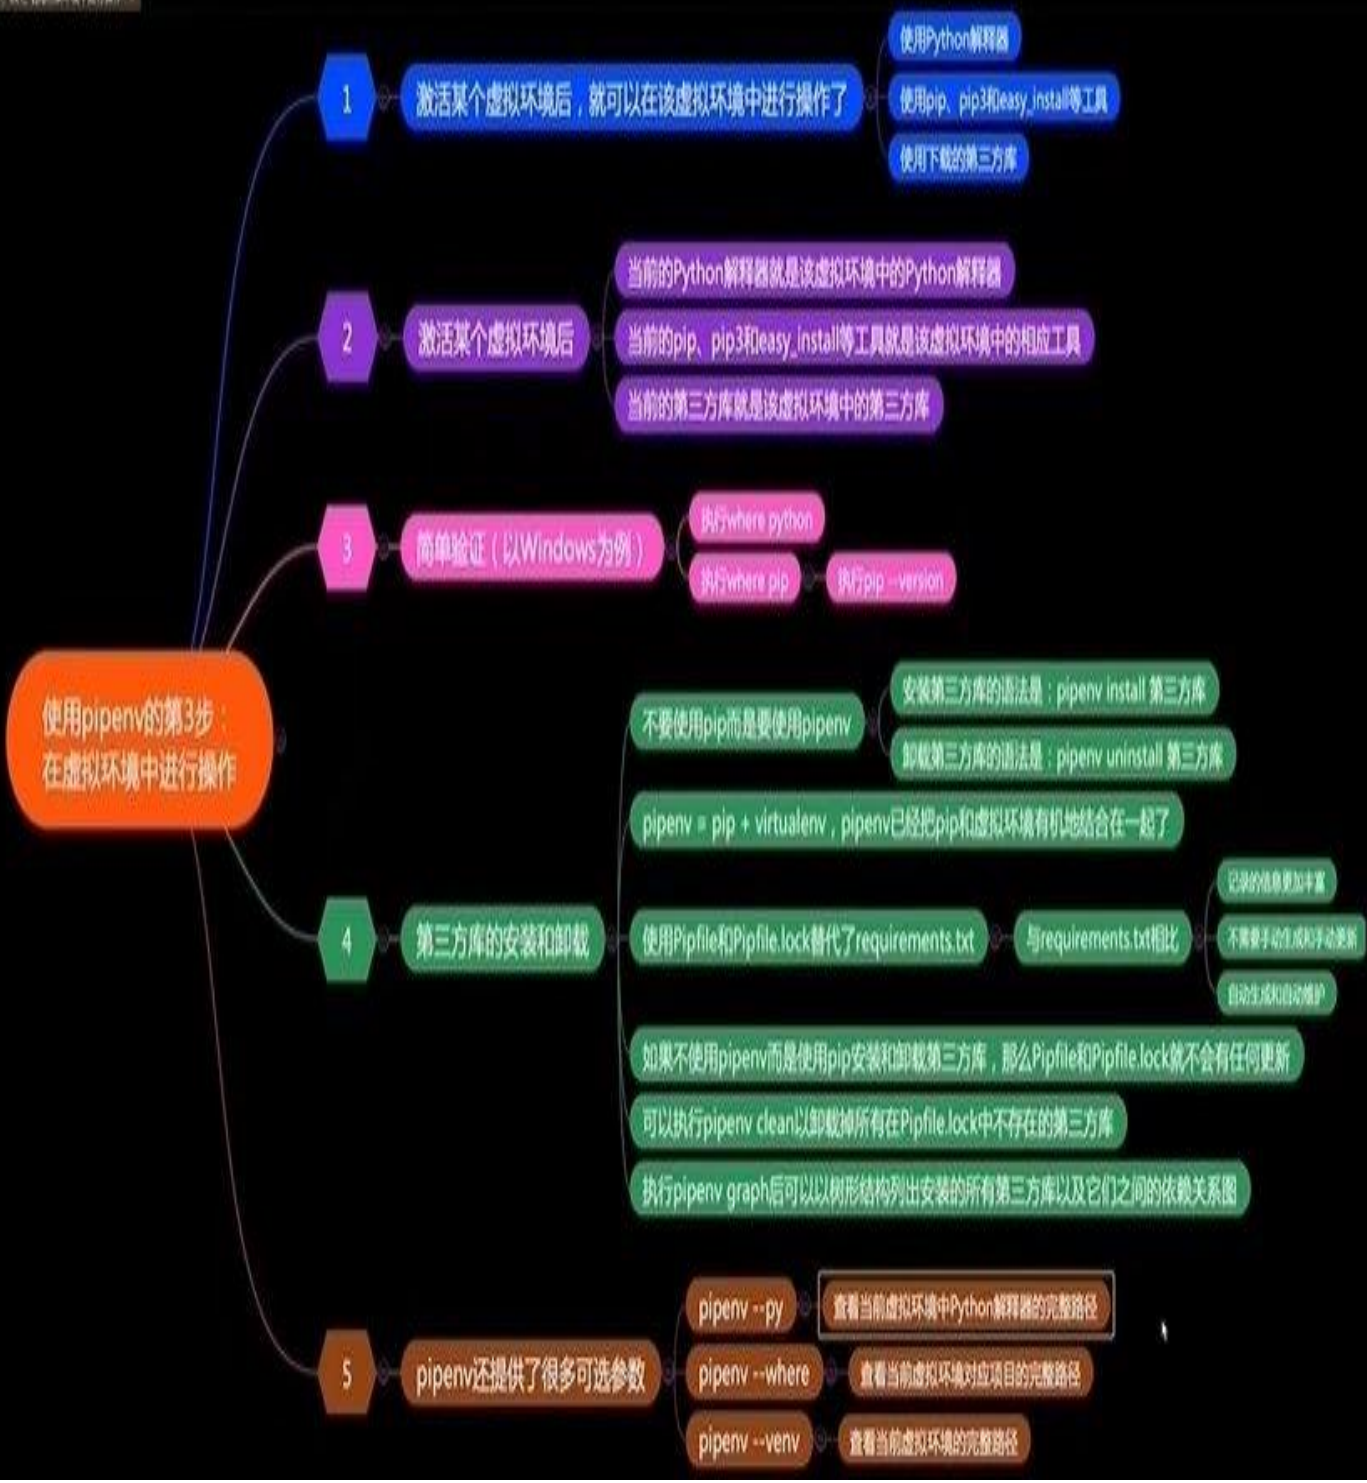 使用pipenv的第3步：
在虚拟环境中进行操作
1
激活某个虚拟环境后，就可以在该虚拟环境中进行操作了
使用Python解释器
使用pip、pip3和easy_install等工具
使用下载的第三方库
2
激活某个虚拟环境后
当前的Python解释器就是该虚拟环境中的Python解释器
当前的pip、pip3和easy_install等工具就是该虚拟环境中的相应工具
当前的第三方库就是该虚拟环境中的第三方库
3
简单验证（以Windows为例）
执行where python
执行where pip
执行pip --version
4
第三方库的安装和卸载
不要使用pip而是要使用pipenv
安装第三方库的语法是：pipenv install 第三方库
卸载第三方库的语法是：pipenv uninstall 第三方库
pipenv = pip + virtualenv，pipenv已经把pip和虚拟环境有机地结合在一起了
使用Pipfile和Pipfile.lock替代了requirements.txt
与requirements.txt相比
记录的信息更加丰富
不需要手动生成和手动更新
自动生成和自动维护
如果不使用pipenv而是使用pip安装和卸载第三方库，那么Pipfile和Pipfile.lock就不会有任何更新
可以执行pipenv clean以卸载掉所有在Pipfile.lock中不存在的第三方库
执行pipenv graph后可以以树形结构列出安装的所有第三方库以及它们之间的依赖关系图
5
pipenv还提供了很多可选参数
pipenv --py
查看当前虚拟环境中Python解释器的完整路径
pipenv --where
查看当前虚拟环境对应项目的完整路径
pipenv --venv
查看当前虚拟环境的完整路径